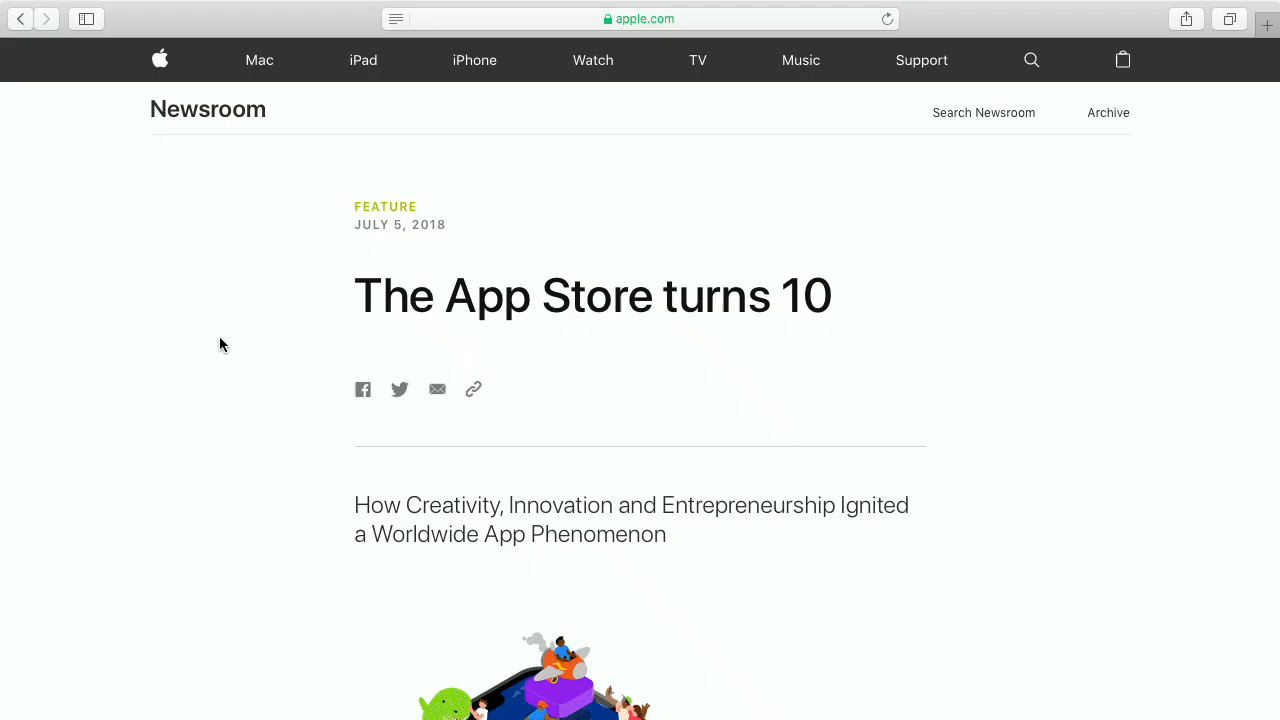 apple.com
Mac iPad iPhone Watch TV Music Support
Newsroom
Search Newsroom Archive
FEATURE
JULY 5, 2018
The App Store turns 10
How Creativity, Innovation and Entrepreneurship Ignited
a Worldwide App Phenomenon